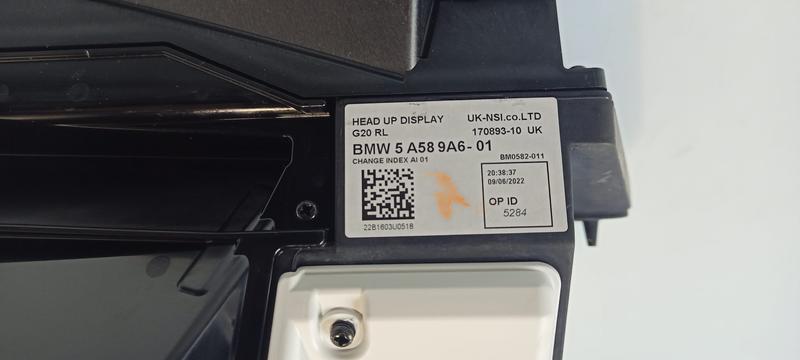 HEAD UP DISPLAY UK-NSI.co.LTD
G20 RL 170893-10 UK
BMW 5 A58 9A6-01
CHANGE INDEX AI 01 BM0582-011
20:38:37
09/06/2022
OP ID
5284
22B1603U0518